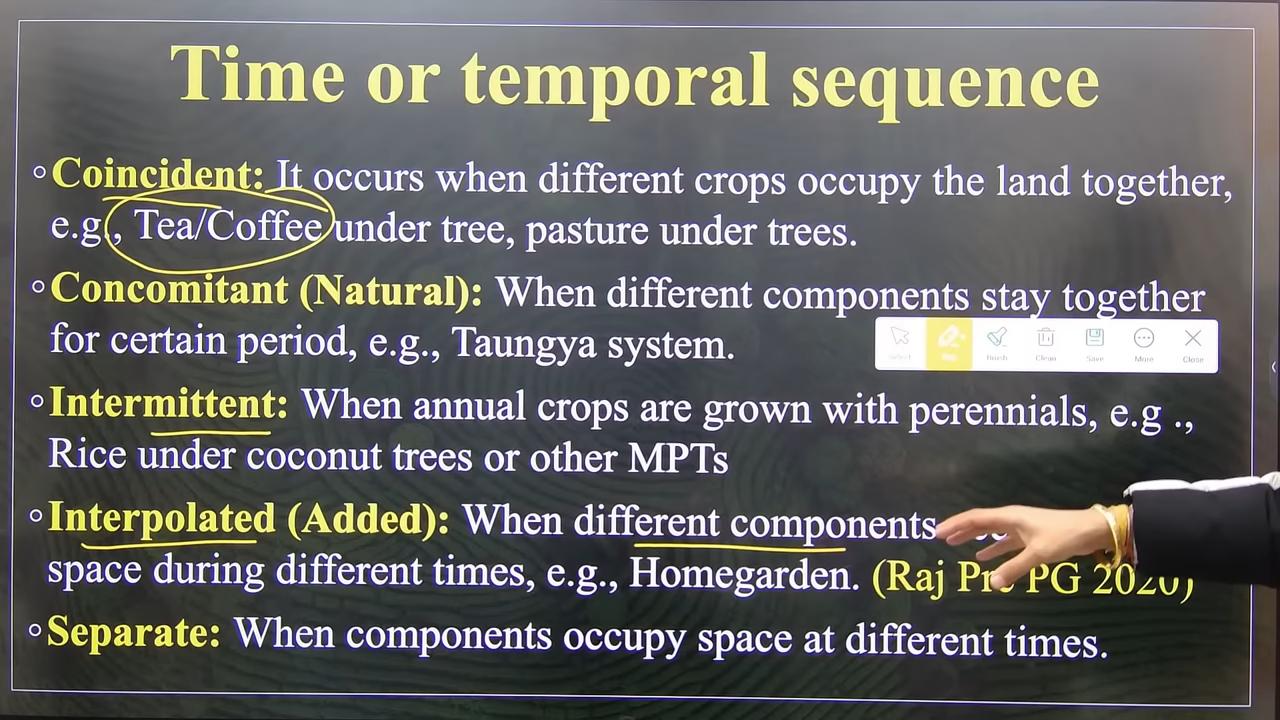 Time or temporal sequence
Coincident: It occurs when different crops occupy the land together,
e.g., Tea/Coffee under tree, pasture under trees.
Concomitant (Natural): When different components stay together
for certain period, e.g., Taungya system.
Select Brush Clean Save More Close
Intermittent: When annual crops are grown with perennials, e.g .,
Rice under coconut trees or other MPTs
Interpolated (Added): When different components
space during different times, e.g., Homegarden. (Raj PG 2020)
Separate: When components occupy space at different times.